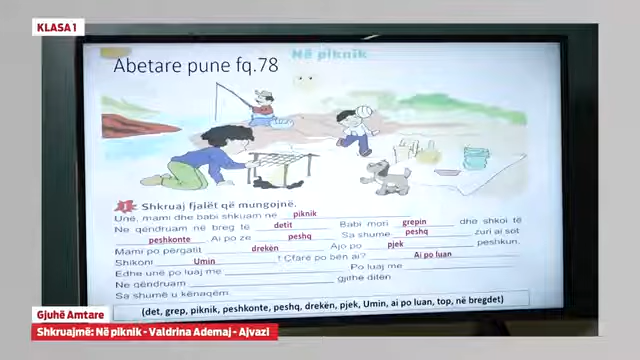 KLASA 1
Në piknik
Abetare pune fq.78
1 Shkruaj fjalët që mungojnë.
Unë, mami dhe babi shkuam në piknik
Ne qëndruam në breg të detit Babi mori grepin dhe shkoi të
peshkonte. Ai po ze peshq Sa shumë peshq zuri ai sot
Mami po përgatit drekën Ajo po pjek peshkun.
Shikoni Umin ! Çfarë po bën ai? Ai po luan
Edhe unë po luaj me Po luaj me
Ne qëndruam gjithë ditën
Sa shumë u kënaqëm.
(det, grep, piknik, peshkonte, peshq, drekën, pjek, Umin, ai po luan, top, në bregdet)
Gjuhë Amtare
Shkruajmë: Në piknik - Valdrina Ademaj - Ajvazi